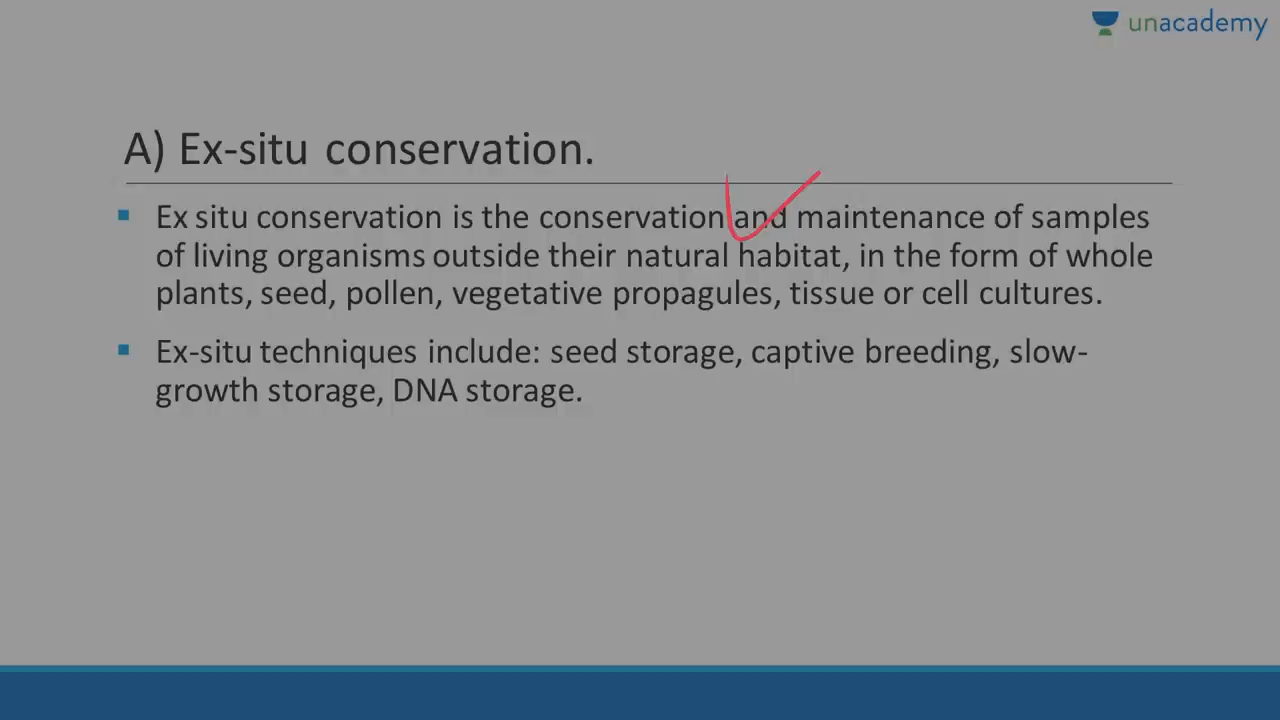 unacademy
A) Ex-situ conservation.
Ex situ conservation is the conservation and maintenance of samples
of living organisms outside their natural habitat, in the form of whole
plants, seed, pollen, vegetative propagules, tissue or cell cultures.
Ex-situ techniques include: seed storage, captive breeding, slow-
growth storage, DNA storage.